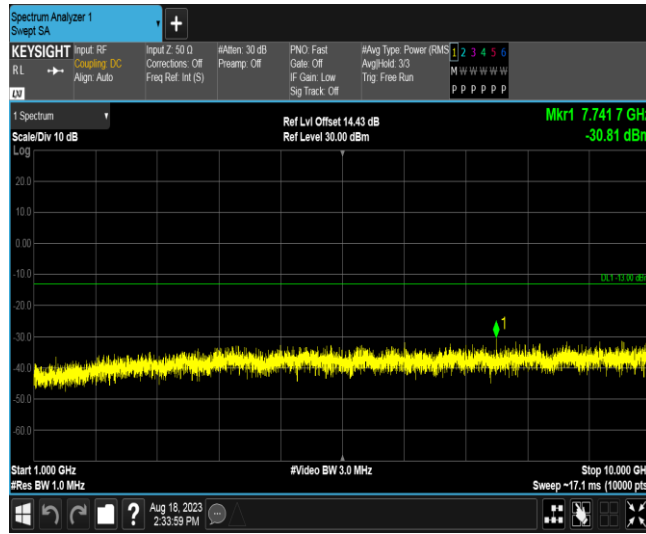 Spectrum Analyzer 1
Swept SA
KEYSIGHT
RL
LXI
Input: RF
Coupling: DC
Align: Auto
Input Z: 50 Ω
Corrections: Off
Freq Ref: Int (S)
#Atten: 30 dB
Preamp: Off
PNO: Fast
Gate: Off
IF Gain: Low
Sig Track: Off
#Avg Type: Power (RMS
Avg|Hold: 3/3
Trig: Free Run
1 2 3 4 5 6
M W W W W W
P P P P P P
1 Spectrum
Scale/Div 10 dB
Log
Ref Lvl Offset 14.43 dB
Ref Level 30.00 dBm
Mkr1 7.741 7 GH
-30.81 dBm
20.0
10.0
0.00
-10.0
DL1 -13.00 dBm
-20.0
1
-30.0
-40.0
-50.0
-60.0
Start 1.000 GHz
#Res BW 1.0 MHz
#Video BW 3.0 MHz
Stop 10.000 GH
Sweep ~17.1 ms (10000 pts
?
Aug 18, 2023
2:33:59 PM